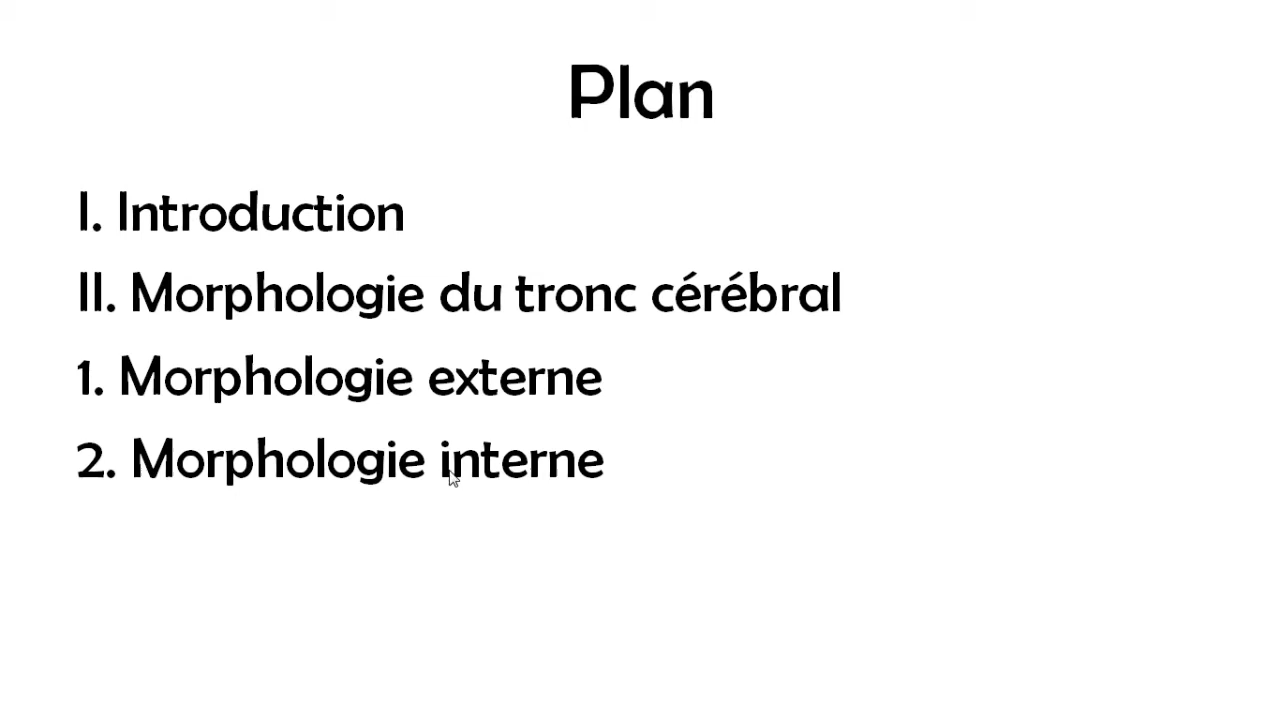 Plan
I. Introduction
II. Morphologie du tronc cérébral
1. Morphologie externe
2. Morphologie interne